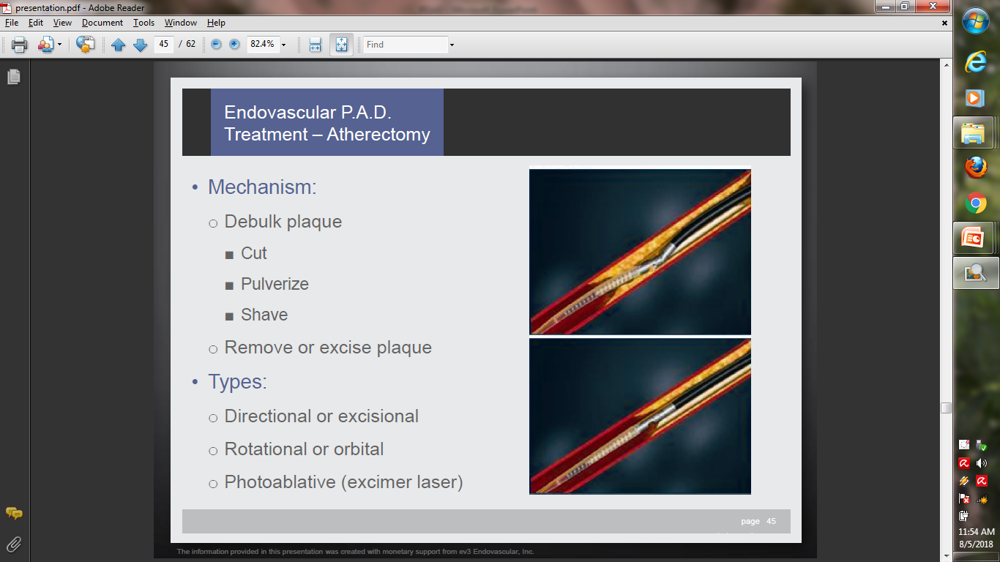 presentation.pdf - Adobe Reader
File Edit View Document Tools Window Help
45 / 62 82.4% Find
Endovascular P.A.D.
Treatment – Atherectomy
• Mechanism:
○ Debulk plaque
■ Cut
■ Pulverize
■ Shave
○ Remove or excise plaque
• Types:
○ Directional or excisional
○ Rotational or orbital
○ Photoablative (excimer laser)
page 45
The information provided in this presentation was created with monetary support from ev3 Endovascular, Inc.
11:54 AM
8/5/2018